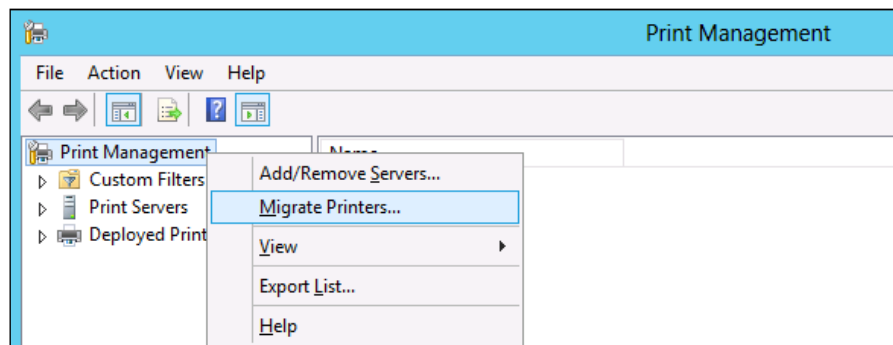 Print Management
File Action View Help
Print Management
Name
Custom Filters
Print Servers
Deployed Print
Add/Remove Servers...
Migrate Printers...
View
Export List...
Help